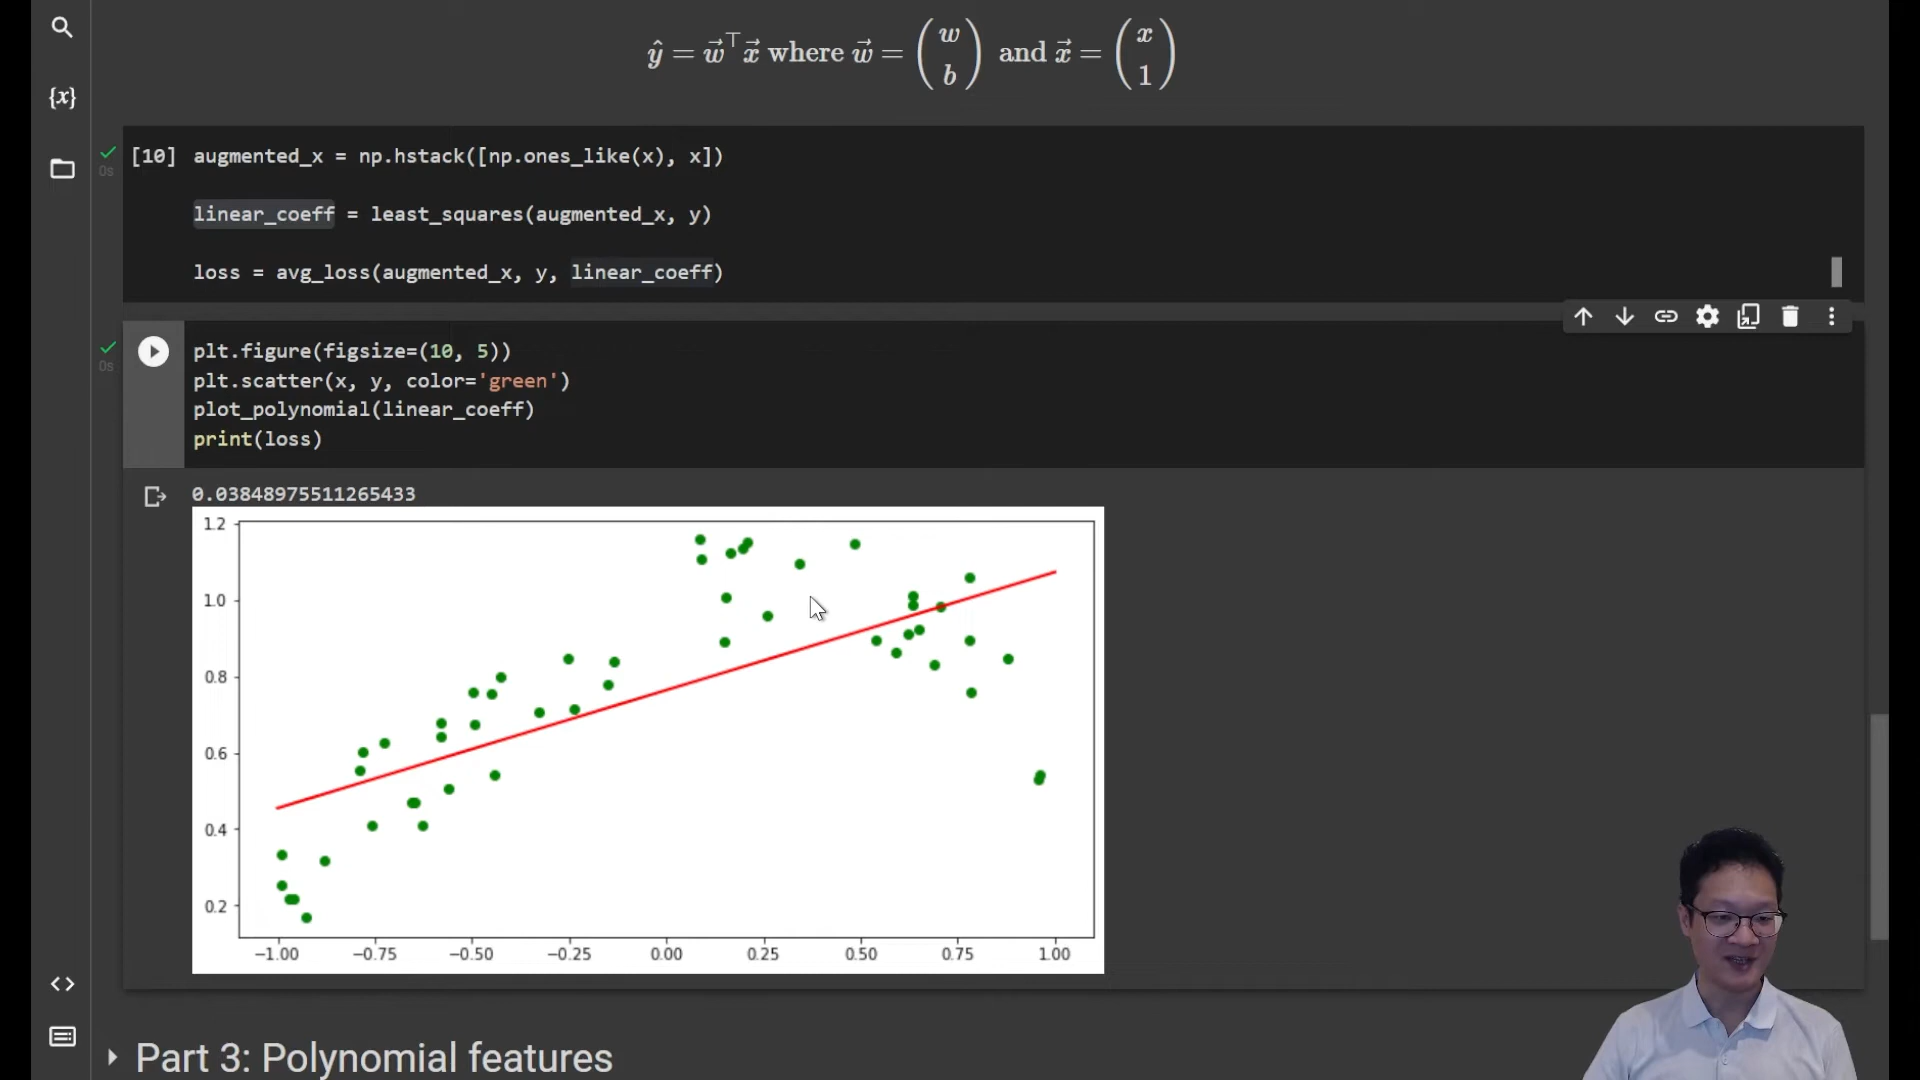 ŷ = w⃗^⊤ x⃗ where w⃗ = (w b) and x⃗ = (x 1)
{x}
[10] augmented_x = np.hstack([np.ones_like(x), x])
0s
linear_coeff = least_squares(augmented_x, y)
loss = avg_loss(augmented_x, y, linear_coeff)
plt.figure(figsize=(10, 5))
0s
plt.scatter(x, y, color='green')
plot_polynomial(linear_coeff)
print(loss)
0.03848975511265433
1.2
1.0
0.8
0.6
0.4
0.2
−1.00 −0.75 −0.50 −0.25 0.00 0.25 0.50 0.75 1.00
Part 3: Polynomial features